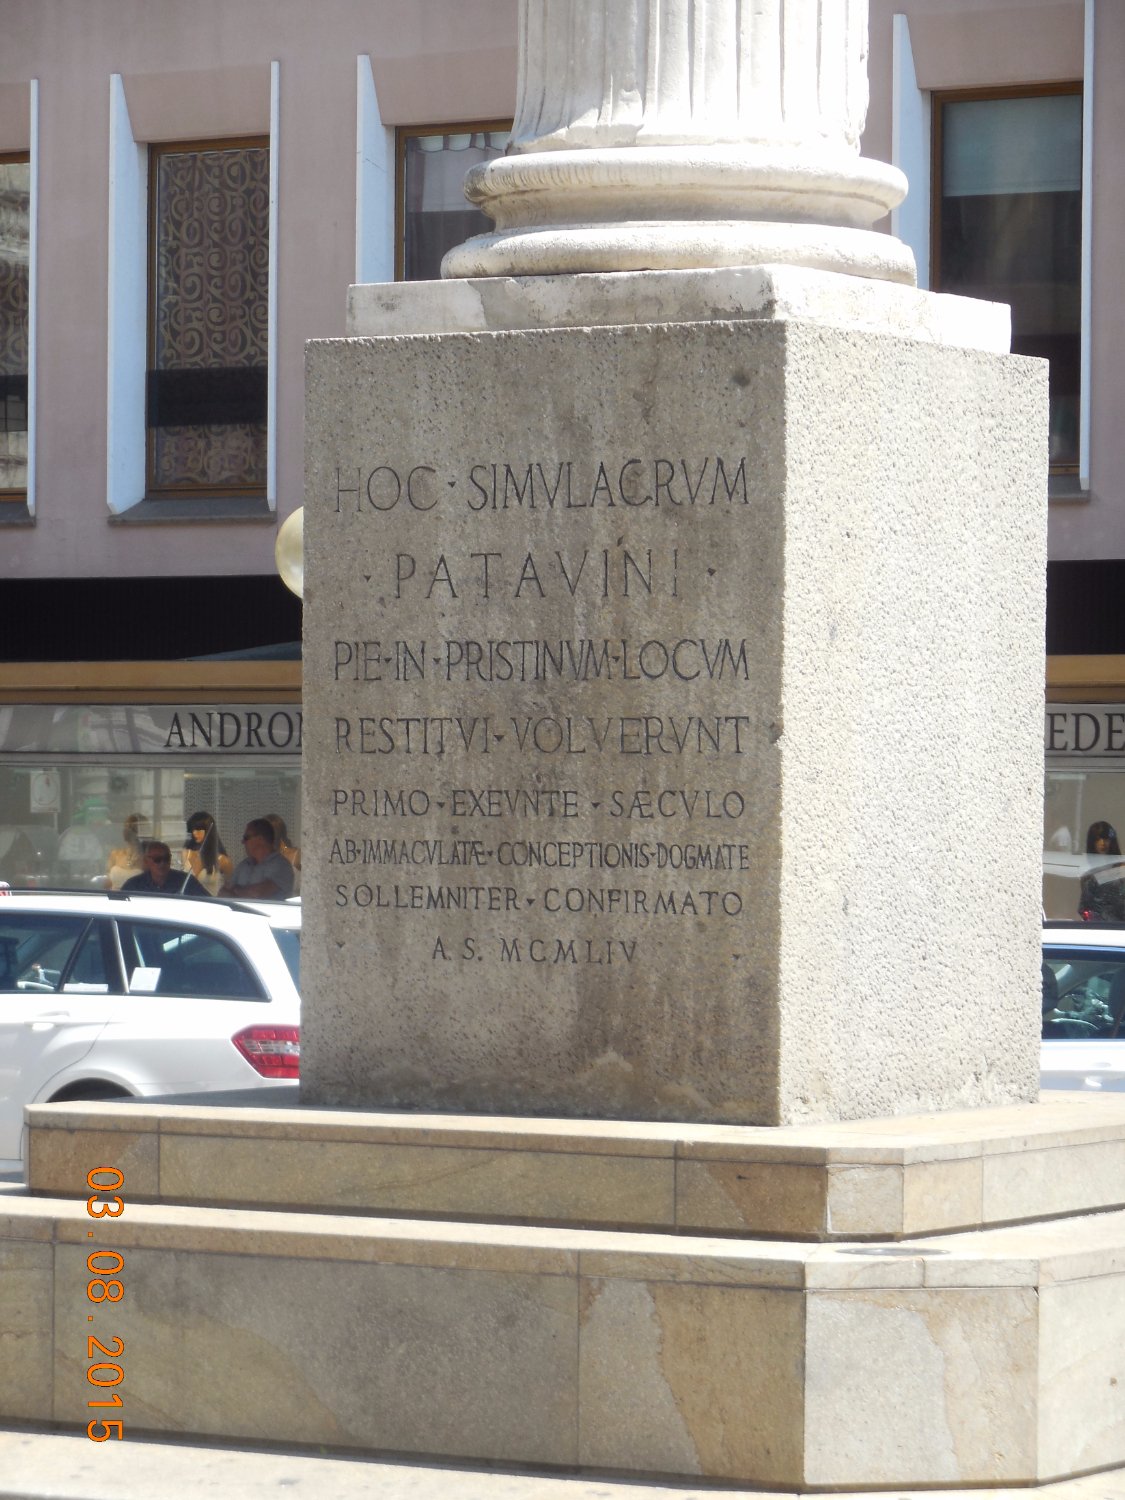 HOC · SIMVLACRVM
· PATAVINI ·
PIE · IN · PRISTINVM · LOCVM
RESTITVI · VOLVERVNT ·
PRIMO · EXEVNTE · SÆCVLO
AB · IMMACVLATÆ · CONCEPTIONIS · DOGMATE
SOLLEMNITER · CONFIRMATO
· A.S. MCMLIV ·
ANDRO
EDE
03.08.2015